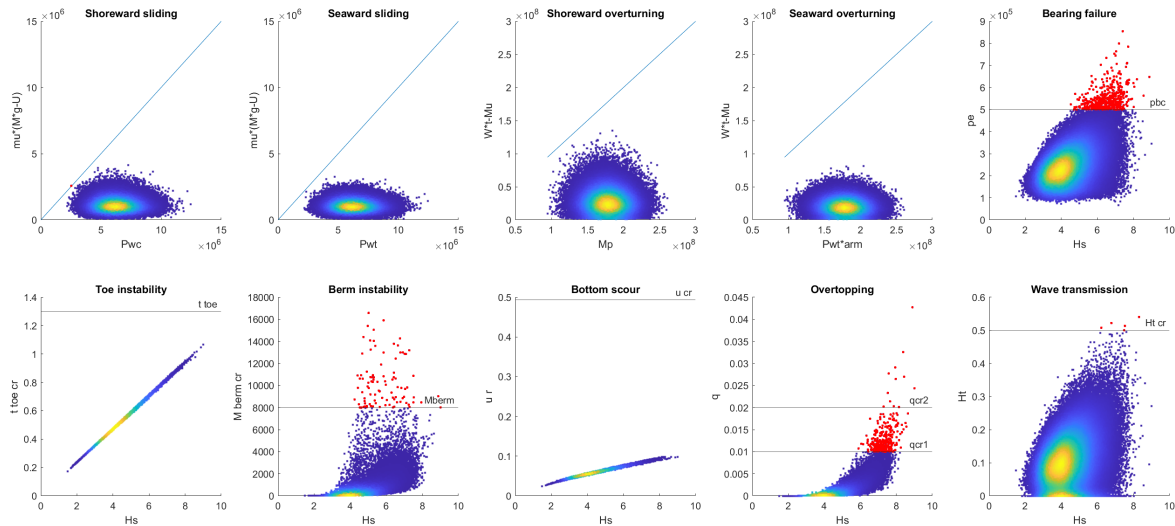 Shoreward sliding
×10^6
15
10
5
0
mu*(M*g-U)
0 5 10 15
Pwc
×10^6
Seaward sliding
×10^6
15
10
5
0
mu*(M*g-U)
0 5 10 15
Pwt
×10^6
Shoreward overturning
×10^8
3.5
3
2.5
2
1.5
1
0.5
0
W*t-Mu
0.5 1 1.5 2 2.5 3
Mp
×10^8
Seaward overturning
×10^8
3.5
3
2.5
2
1.5
1
0.5
0
W*t-Mu
0.5 1 1.5 2 2.5 3
Pwt*arm
×10^8
Bearing failure
×10^5
9
8
7
6
5
4
3
2
1
0
pe
pbc
0 2 4 6 8 10
Hs
Toe instability
1.4
1.2
1
0.8
0.6
0.4
0.2
0
t toe cr
t toe
0 2 4 6 8 10
Hs
Berm instability
18000
16000
14000
12000
10000
8000
6000
4000
2000
0
M berm cr
Mberm
0 2 4 6 8 10
Hs
Bottom scour
0.5
0.4
0.3
0.2
0.1
0
u r
u cr
0 2 4 6 8 10
Hs
Overtopping
0.045
0.04
0.035
0.03
0.025
0.02
0.015
0.01
0.005
0
q
qcr2
qcr1
0 2 4 6 8 10
Hs
Wave transmission
0.6
0.5
0.4
0.3
0.2
0.1
0
Ht
Ht cr
0 2 4 6 8 10
Hs